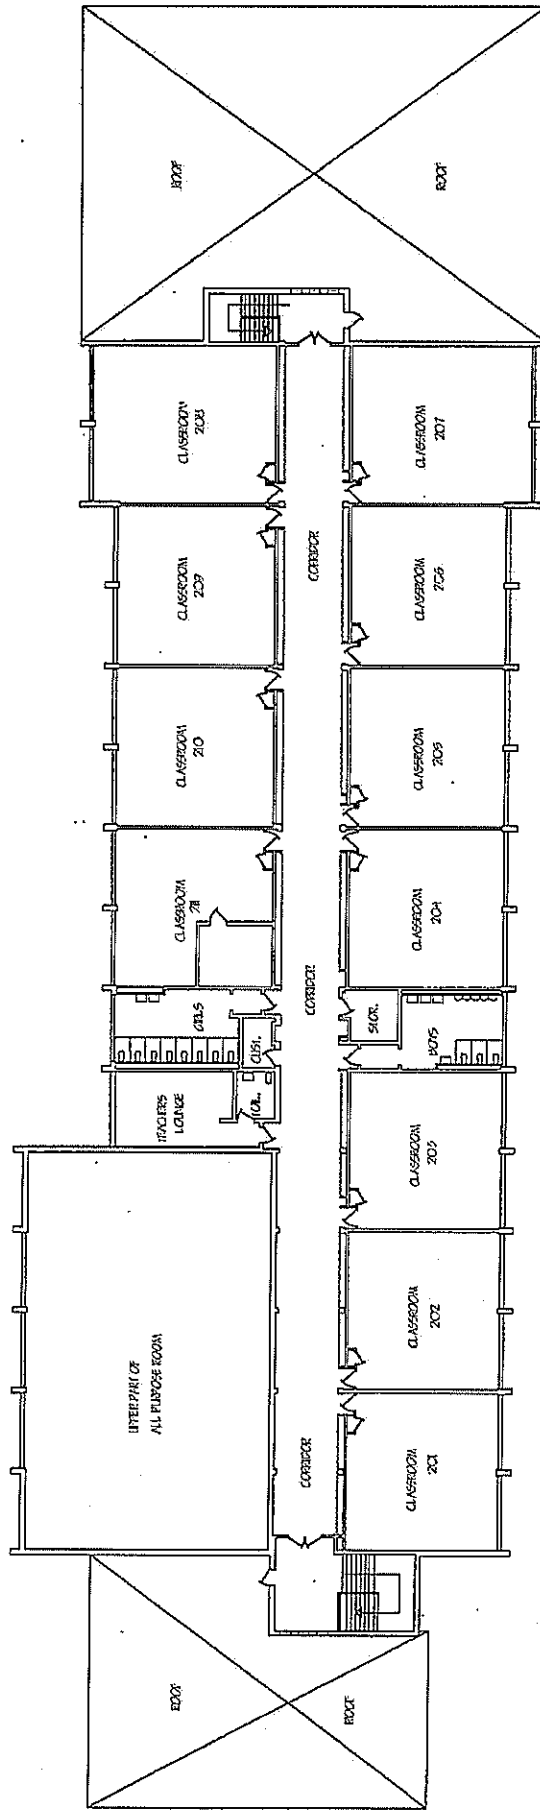 ROOF
ROOF
CLASSROOM
208
CLASSROOM
207
CLASSROOM
209
CORRIDOR
CLASSROOM
206
CLASSROOM
210
CLASSROOM
205
CLASSROOM
211
CLASSROOM
204
CORRIDOR
GIRLS
CUST.
STOR.
BOYS
TEACHERS
LOUNGE
TOIL.
CLASSROOM
203
UPPER PART OF
ALL PURPOSE ROOM
CLASSROOM
202
CORRIDOR
CLASSROOM
201
ROOF
ROOF